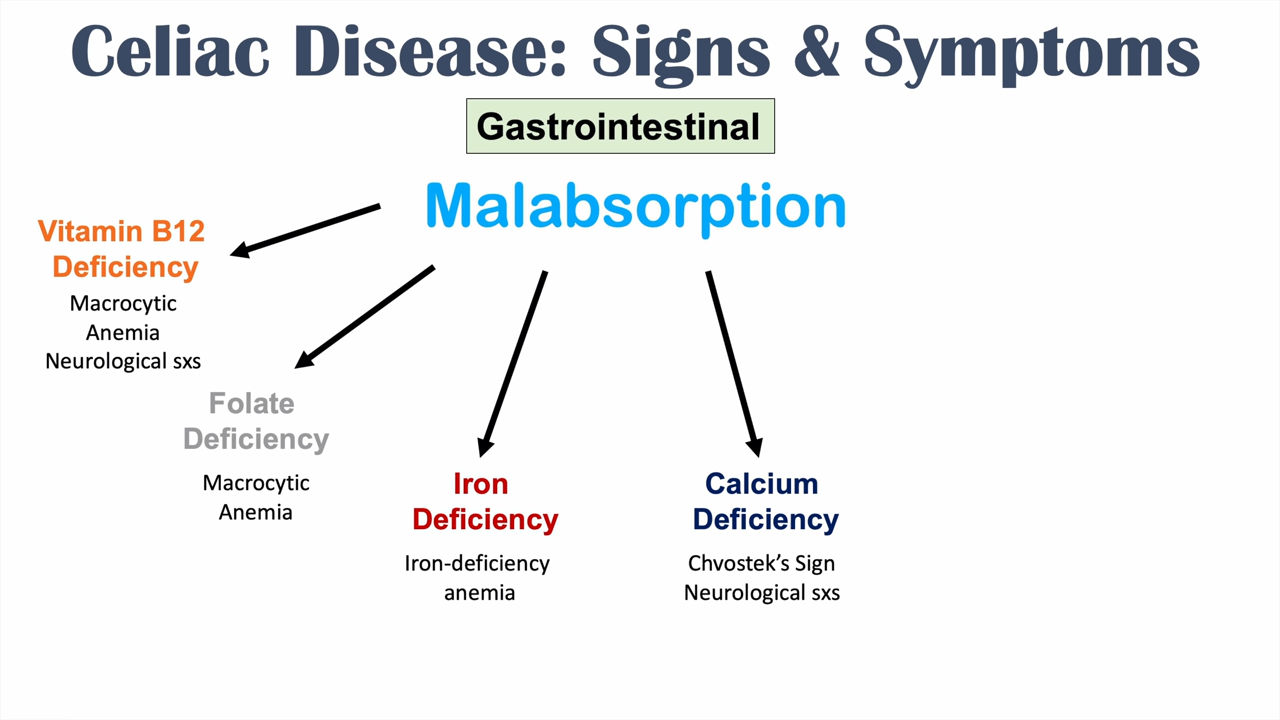 Celiac Disease: Signs & Symptoms
Gastrointestinal
Malabsorption
Vitamin B12
Deficiency
Macrocytic
Anemia
Neurological sxs
Folate
Deficiency
Macrocytic
Anemia
Iron
Deficiency
Iron-deficiency
anemia
Calcium
Deficiency
Chvostek’s Sign
Neurological sxs